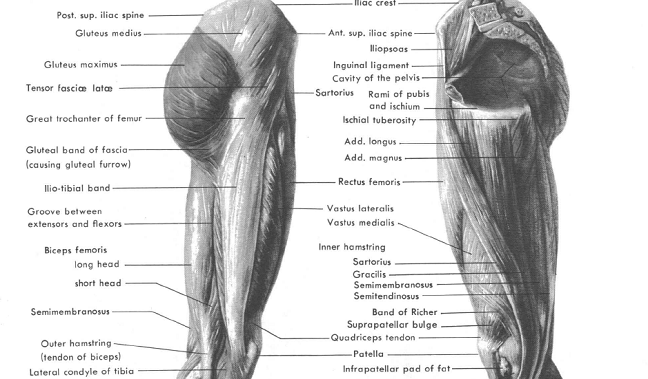 Iliac crest
Post. sup. iliac spine
Gluteus medius
Gluteus maximus
Tensor fasciæ latæ
Great trochanter of femur
Gluteal band of fascia
(causing gluteal furrow)
Ilio-tibial band
Groove between
extensors and flexors
Biceps femoris
long head
short head
Semimembranosus
Outer hamstring
(tendon of biceps)
Lateral condyle of tibia
Ant. sup. iliac spine
Iliopsoas
Inguinal ligament
Cavity of the pelvis
Sartorius
Rami of pubis
and ischium
Ischial tuberosity
Add. longus
Add. magnus
Rectus femoris
Vastus lateralis
Vastus medialis
Inner hamstring
Sartorius
Gracilis
Semimembranosus
Semitendinosus
Band of Richer
Suprapatellar bulge
Quadriceps tendon
Patella
Infrapatellar pad of fat